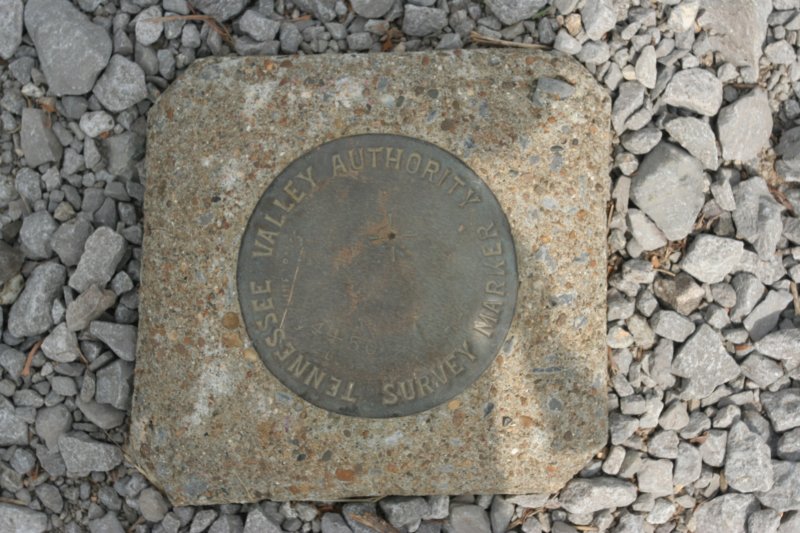 TENNESSEE VALLEY AUTHORITY
SURVEY MARKER